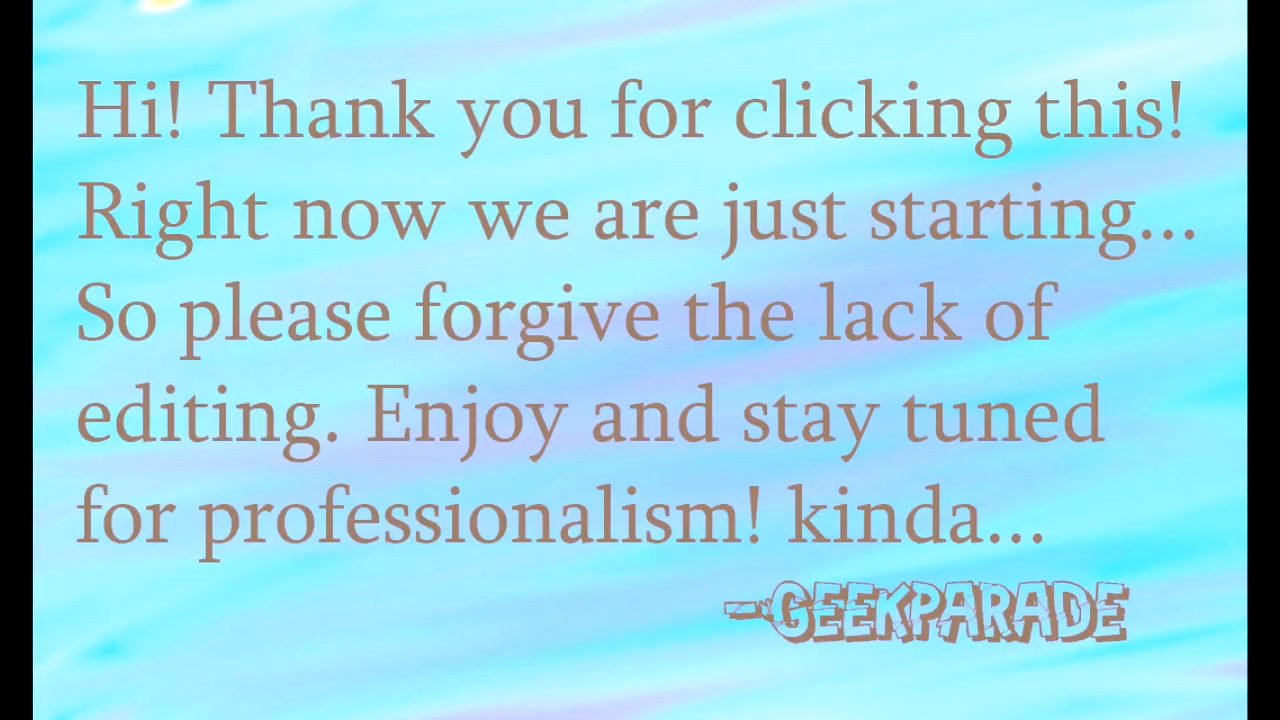 Hi! Thank you for clicking this!
Right now we are just starting...
So please forgive the lack of
editing. Enjoy and stay tuned
for professionalism! kinda...
-GEEKPARADE